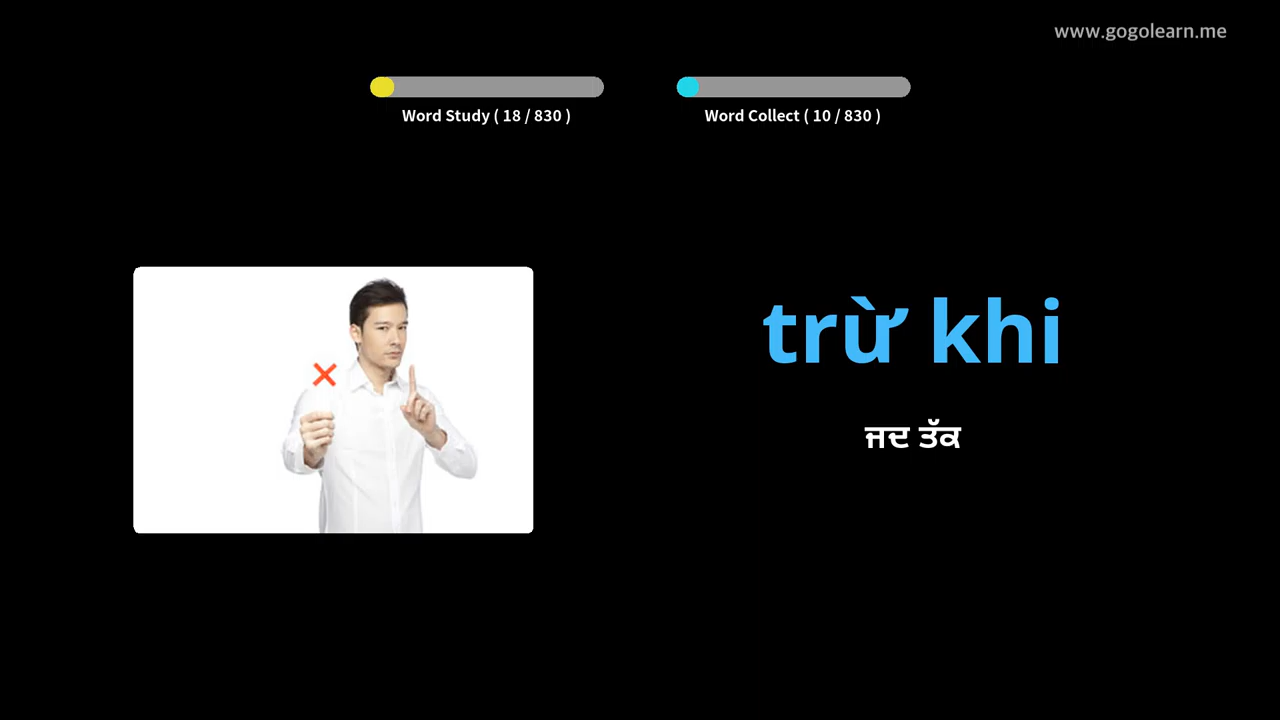 www.gogolearn.me
Word Study ( 18 / 830 )
Word Collect ( 10 / 830 )
trừ khi
ਜਦ ਤੱਕ